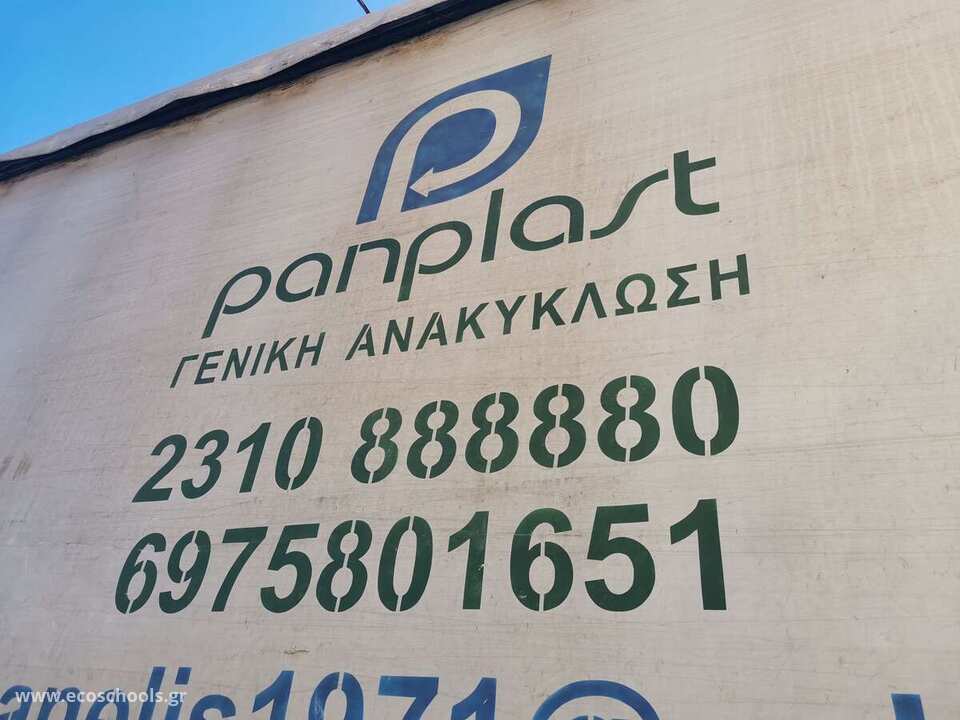 panplast
ΓΕΝΙΚΗ ΑΝΑΚΥΚΛΩΣΗ
2310 888880
6975801651
www.ecoschools.gr